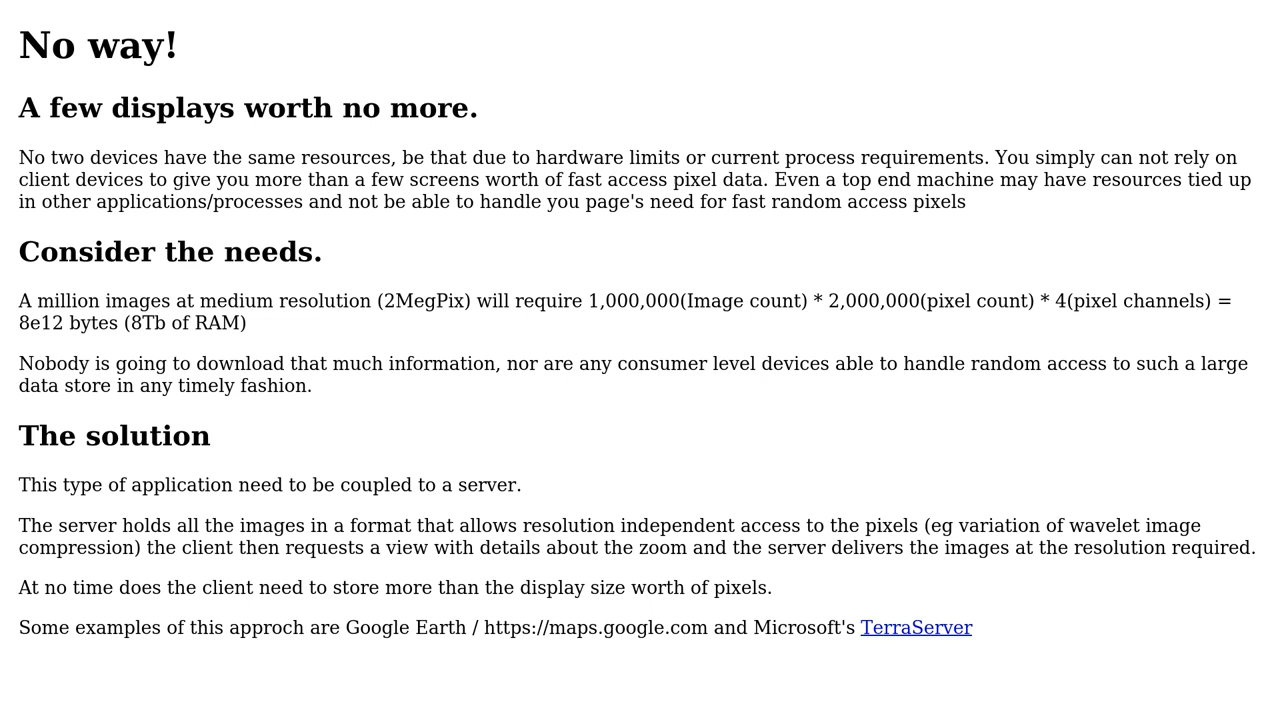 No way!
A few displays worth no more.
No two devices have the same resources, be that due to hardware limits or current process requirements. You simply can not rely on
client devices to give you more than a few screens worth of fast access pixel data. Even a top end machine may have resources tied up
in other applications/processes and not be able to handle you page's need for fast random access pixels
Consider the needs.
A million images at medium resolution (2MegPix) will require 1,000,000(Image count) * 2,000,000(pixel count) * 4(pixel channels) =
8e12 bytes (8Tb of RAM)
Nobody is going to download that much information, nor are any consumer level devices able to handle random access to such a large
data store in any timely fashion.
The solution
This type of application need to be coupled to a server.
The server holds all the images in a format that allows resolution independent access to the pixels (eg variation of wavelet image
compression) the client then requests a view with details about the zoom and the server delivers the images at the resolution required.
At no time does the client need to store more than the display size worth of pixels.
Some examples of this approch are Google Earth / https://maps.google.com and Microsoft's TerraServer